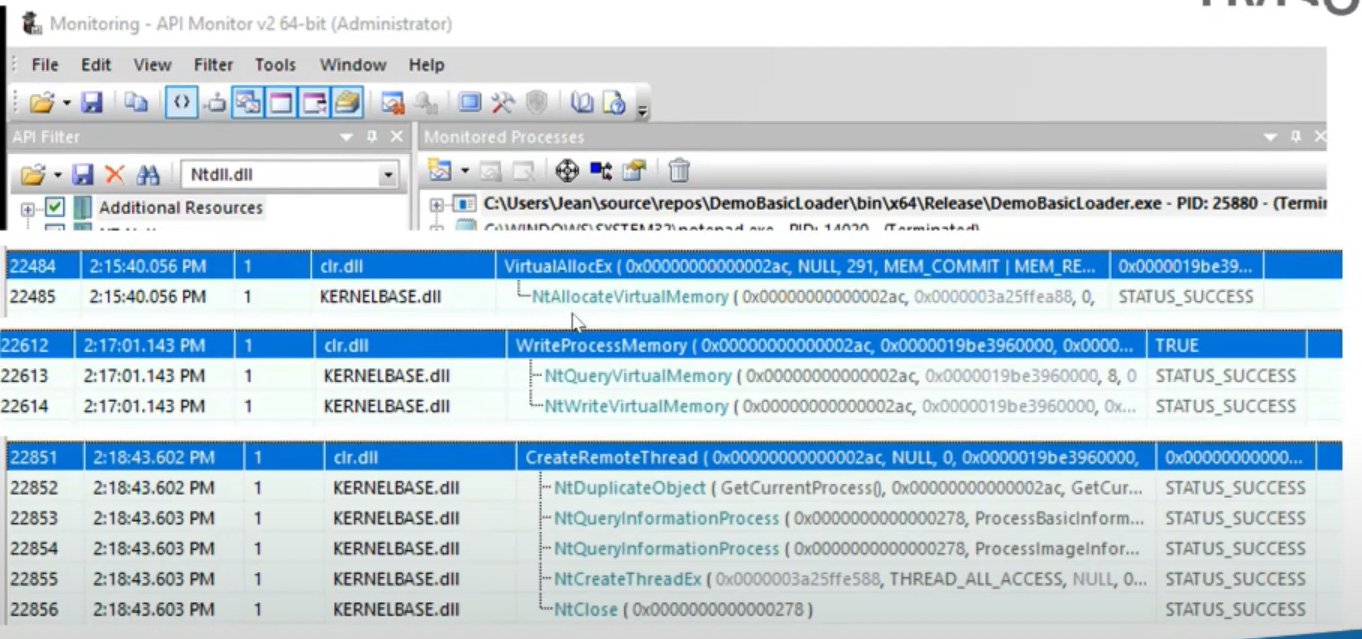 Monitoring - API Monitor v2 64-bit (Administrator)
File Edit View Filter Tools Window Help
API Filter
Monitored Processes
Ntdll.dll
Additional Resources
C:\Users\Jean\source\repos\DemoBasicLoader\bin\x64\Release\DemoBasicLoader.exe - PID: 25880 - (Termin
C:\WINDOWS\SYSTEM32\notepad.exe - PID: 14020 - (Terminated)
22484 2:15:40.056 PM 1 clr.dll VirtualAllocEx ( 0x00000000000002ac, NULL, 291, MEM_COMMIT | MEM_RE... 0x0000019be39...
22485 2:15:40.056 PM 1 KERNELBASE.dll NtAllocateVirtualMemory ( 0x00000000000002ac, 0x0000003a25ffea88, 0, STATUS_SUCCESS
22612 2:17:01.143 PM 1 clr.dll WriteProcessMemory ( 0x00000000000002ac, 0x0000019be3960000, 0x0000... TRUE
22613 2:17:01.143 PM 1 KERNELBASE.dll NtQueryVirtualMemory ( 0x00000000000002ac, 0x0000019be3960000, 8, 0 STATUS_SUCCESS
22614 2:17:01.143 PM 1 KERNELBASE.dll NtWriteVirtualMemory ( 0x00000000000002ac, 0x0000019be3960000, 0x... STATUS_SUCCESS
22851 2:18:43.602 PM 1 clr.dll CreateRemoteThread ( 0x00000000000002ac, NULL, 0, 0x0000019be3960000, 0x00000000000...
22852 2:18:43.602 PM 1 KERNELBASE.dll NtDuplicateObject ( GetCurrentProcess(), 0x00000000000002ac, GetCur... STATUS_SUCCESS
22853 2:18:43.603 PM 1 KERNELBASE.dll NtQueryInformationProcess ( 0x0000000000000278, ProcessBasicInform... STATUS_SUCCESS
22854 2:18:43.603 PM 1 KERNELBASE.dll NtQueryInformationProcess ( 0x0000000000000278, ProcessImageInfor... STATUS_SUCCESS
22855 2:18:43.603 PM 1 KERNELBASE.dll NtCreateThreadEx ( 0x0000003a25ffe588, THREAD_ALL_ACCESS, NULL, 0... STATUS_SUCCESS
22856 2:18:43.603 PM 1 KERNELBASE.dll NtClose ( 0x0000000000000278 ) STATUS_SUCCESS